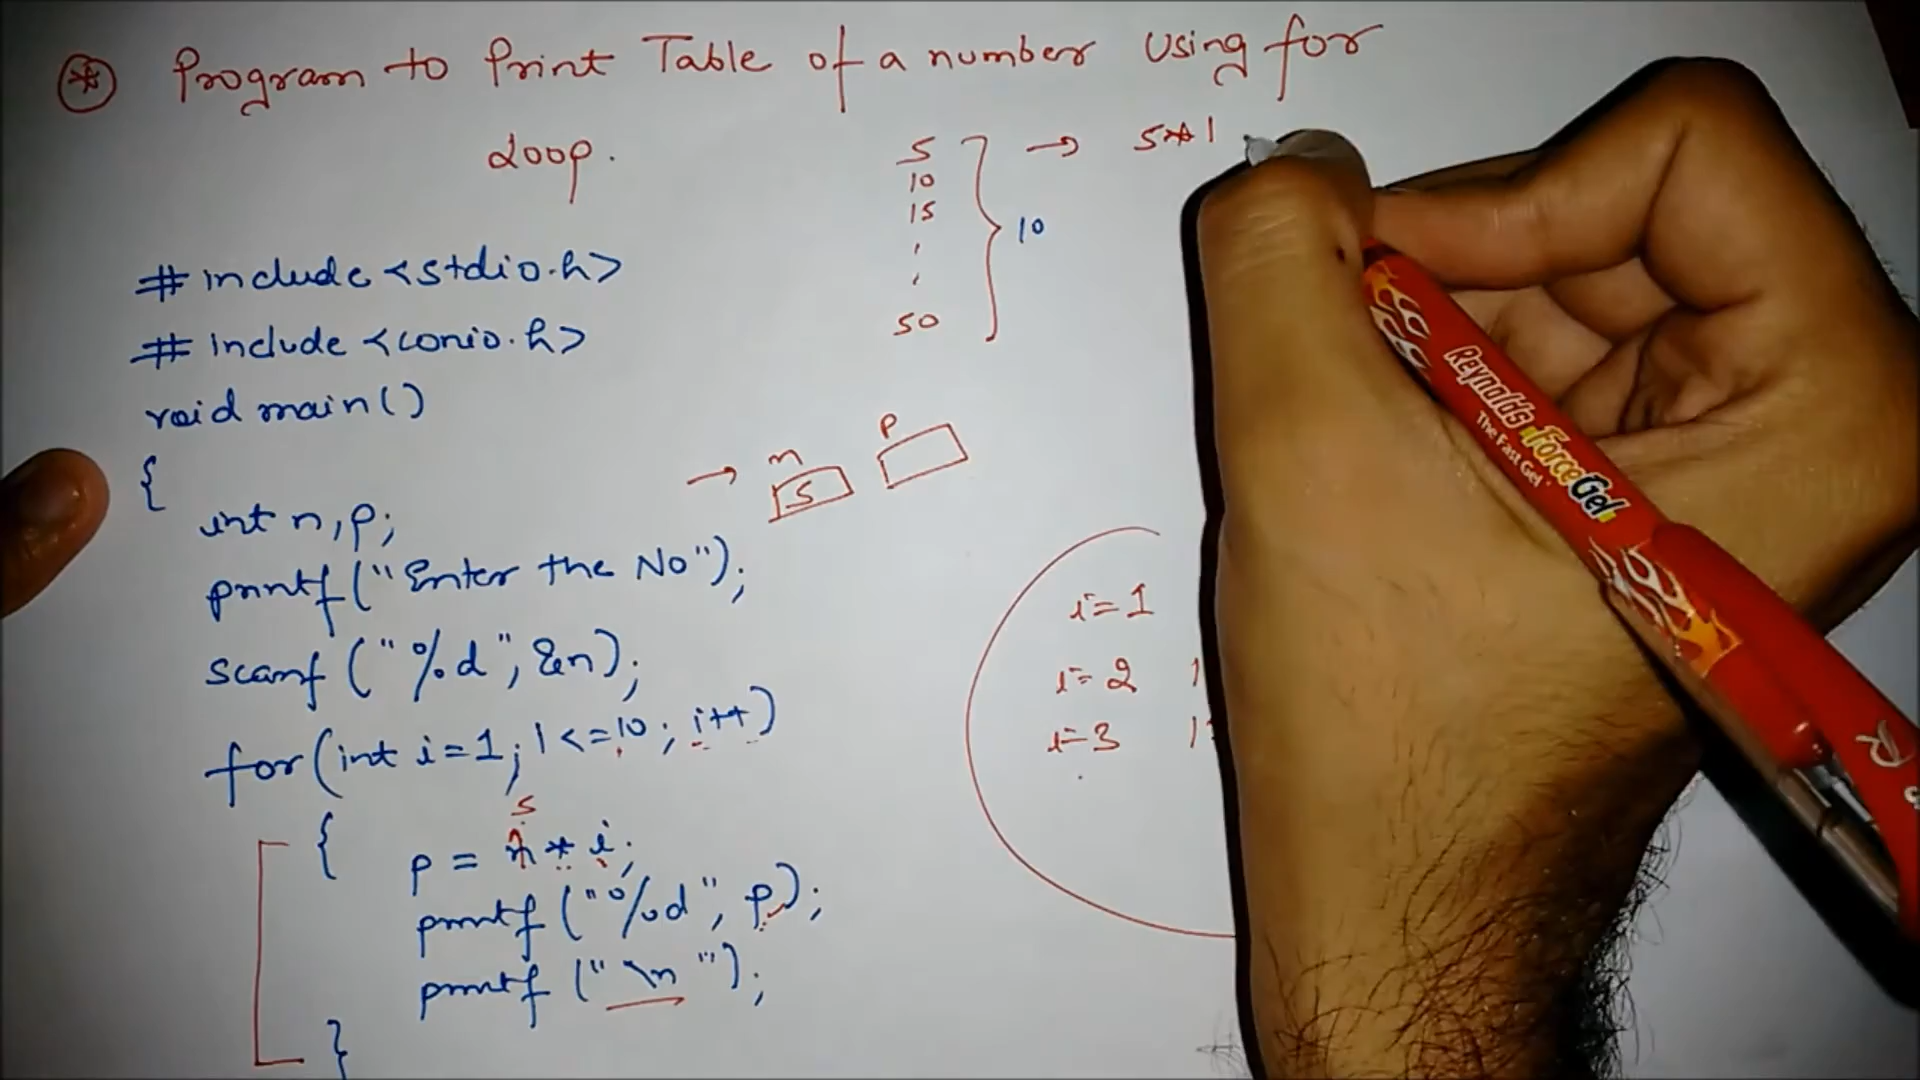 * Program to Print Table of a number using for
loop.
5
10
15
50
10
→ 5*1
#include <stdio.h>
#include <conio.h>
void main()
{
int n, p;
printf("Enter the No");
scanf("%d", &n);
for(int i=1; 1<=10; i++)
{
5
p = n * i;
printf("%d", p);
printf("\n");
}
→ n
5
p
i=1
i=2
i=3
Reynolds ForceGel
The Fast Gel
R